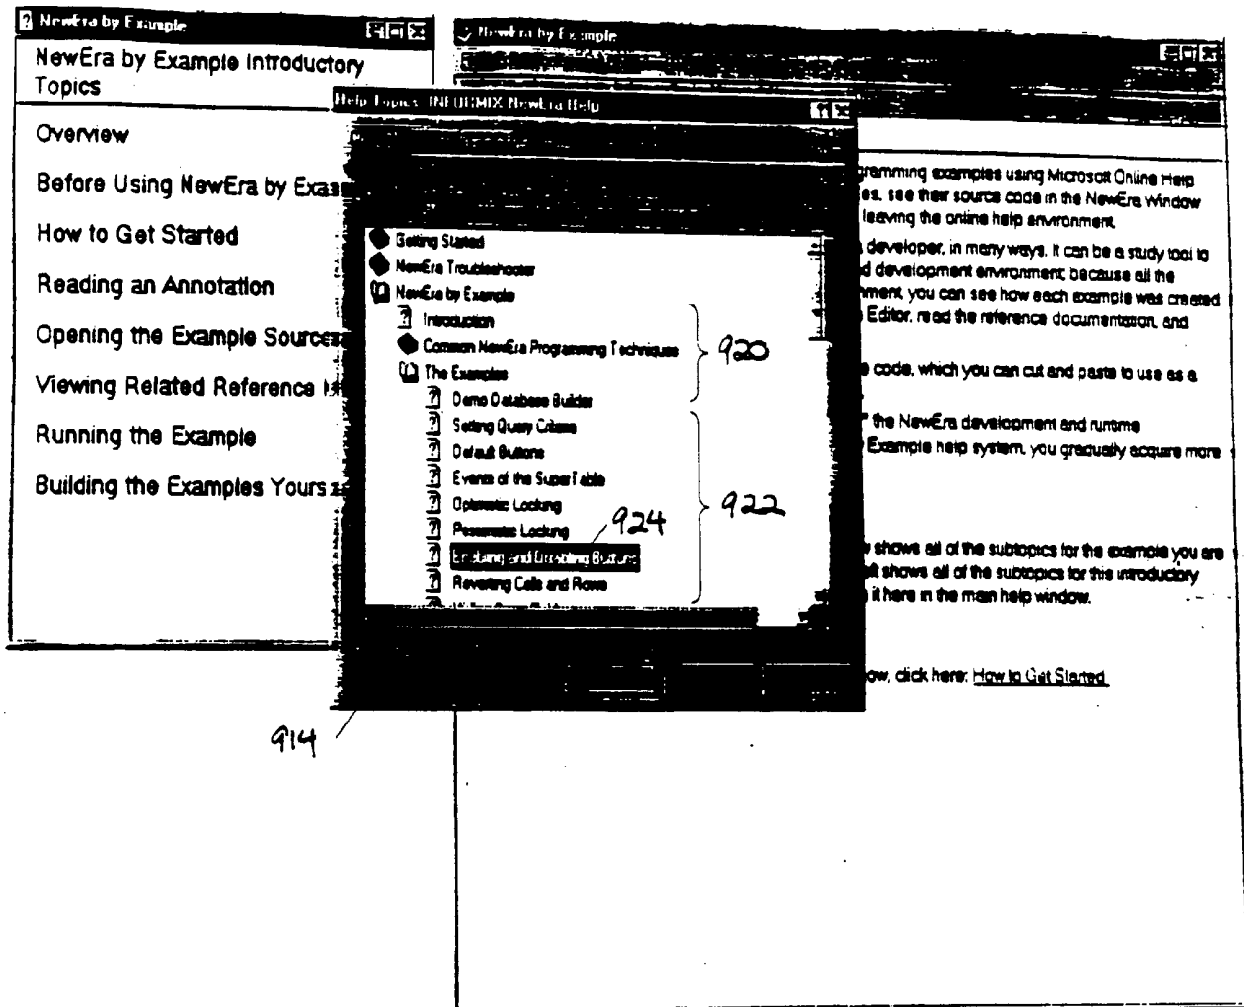 NewEra by Example
NewEra by Example Introductory
Topics
Overview
Before Using NewEra by Exam
How to Get Started
Reading an Annotation
Opening the Example Source
Viewing Related Reference I
Running the Example
Building the Examples Yours
NewEra by Example
Help Topics: INFORMIX-NewEra Help
Getting Started
NewEra Troubleshooter
NewEra by Example
Introduction
Common NewEra Programming Techniques
The Examples
Demo Database Builder
Setting Query Criteria
Default Buttons
Events of the SuperTable
Optimistic Locking
Pessimistic Locking
Enabling and Disabling Buttons
Reverting Cells and Rows
920
922
924
914
gramming examples using Microsoft Online Help
es, see their source code in the NewEra Window
leaving the online help environment.
developer, in many ways. It can be a study tool to
d development environment; because all the
nment, you can see how each example was created
Editor, read the reference documentation, and
e code, which you can cut and paste to use as a
the NewEra development and runtime
Example help system, you gradually acquire more
w shows all of the subtopics for the example you are
ft shows all of the subtopics for this introductory
it here in the main help window.
ow, click here: How to Get Started